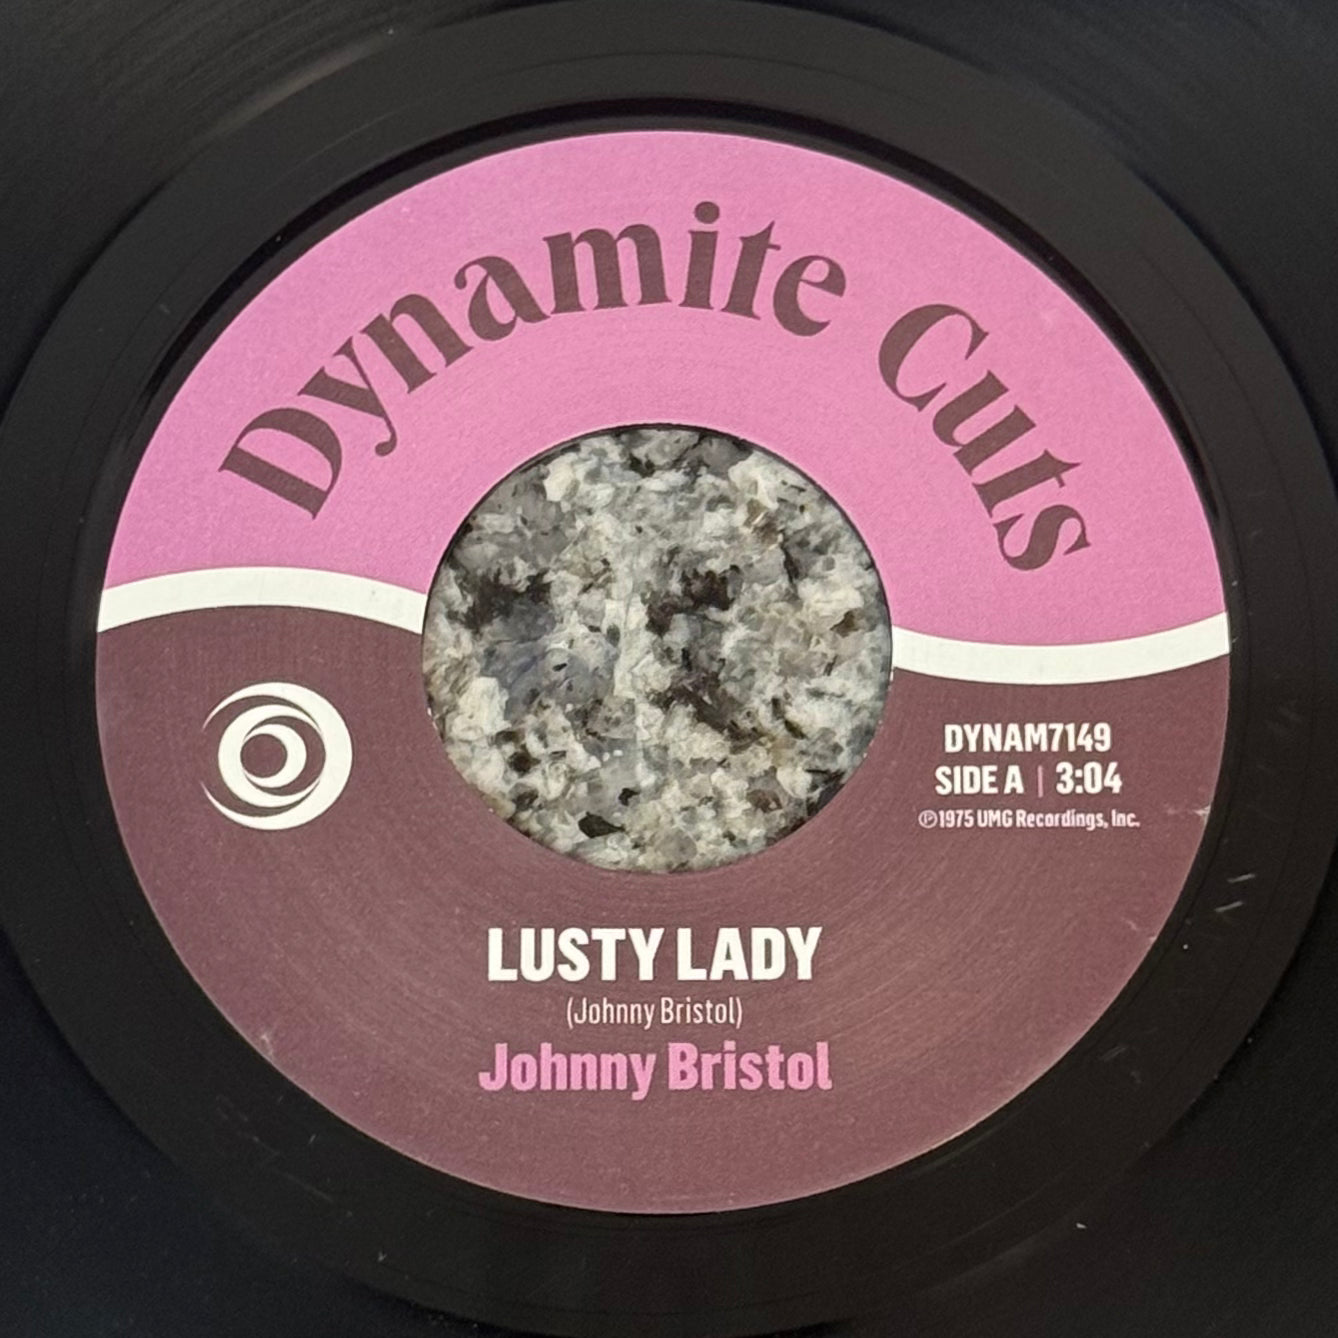 Dynamite Cuts
DYNAM7149
SIDE A | 3:04
℗1975 UMG Recordings, Inc.
LUSTY LADY
(Johnny Bristol)
Johnny Bristol